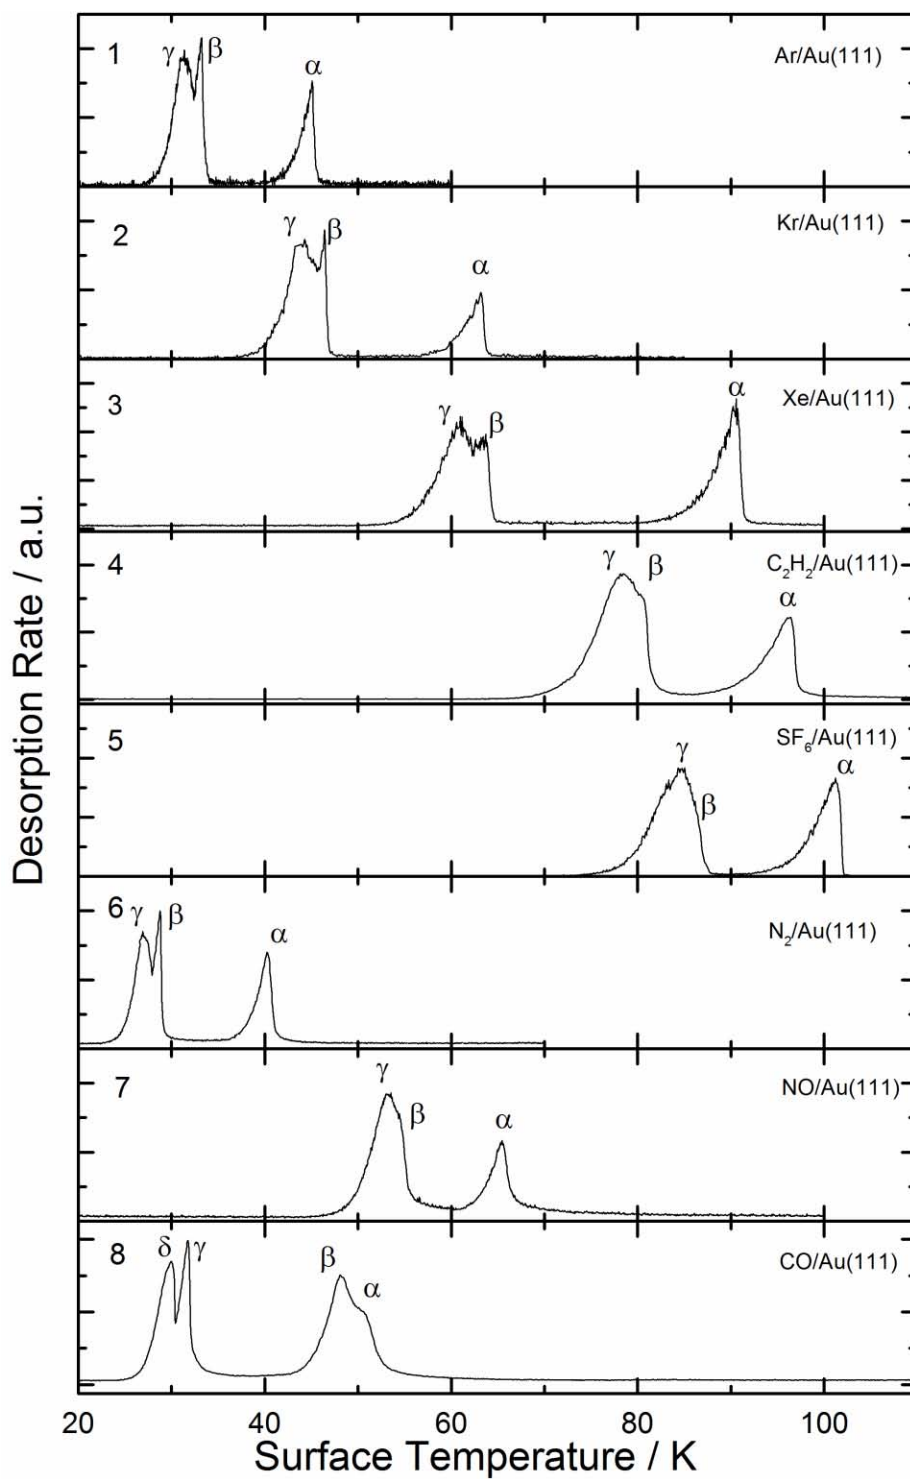 1
γ
β
α
Ar/Au(111)
2
γ
β
α
Kr/Au(111)
3
γ
β
α
Xe/Au(111)
4
γ
β
α
C₂H₂/Au(111)
5
γ
β
α
SF₆/Au(111)
6
γ
β
α
N₂/Au(111)
7
γ
β
α
NO/Au(111)
8
δ
γ
β
α
CO/Au(111)
Desorption Rate / a.u.
20 40 60 80 100
Surface Temperature / K